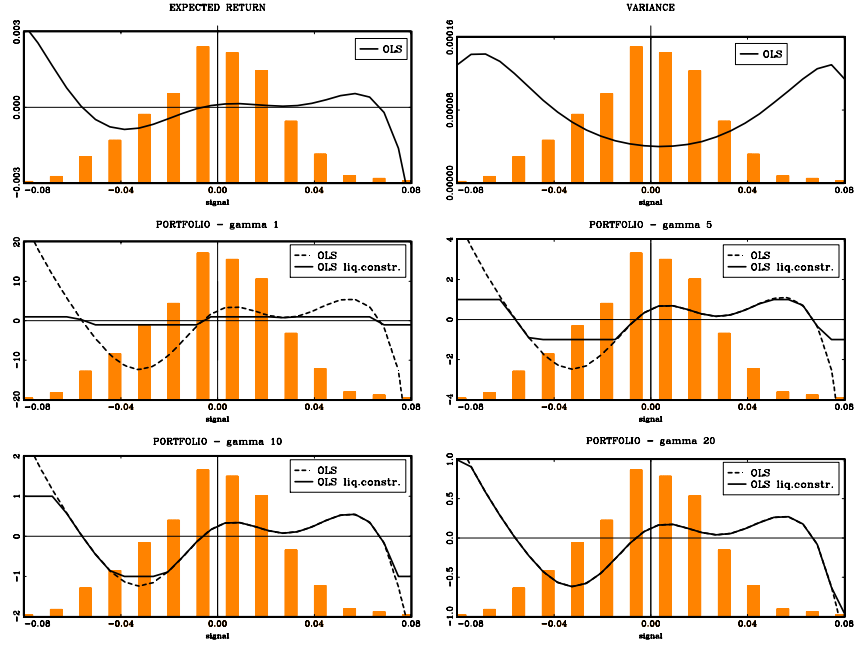 EXPECTED RETURN
0.003
0.000
-0.003
OLS
-0.08
-0.04
0.00
0.04
0.08
signal
VARIANCE
0.00016
0.00008
0.00000
OLS
-0.08
-0.04
0.00
0.04
0.08
signal
PORTFOLIO - gamma 1
20
10
0
-10
-20
OLS
OLS liq.constr.
-0.08
-0.04
0.00
0.04
0.08
signal
PORTFOLIO - gamma 5
4
2
0
-2
-4
OLS
OLS liq.constr.
-0.08
-0.04
0.00
0.04
0.08
signal
PORTFOLIO - gamma 10
2
1
0
-1
-2
OLS
OLS liq.constr.
-0.08
-0.04
0.00
0.04
0.08
signal
PORTFOLIO - gamma 20
1.0
0.5
0.0
-0.5
-1.0
OLS
OLS liq.constr.
-0.08
-0.04
0.00
0.04
0.08
signal